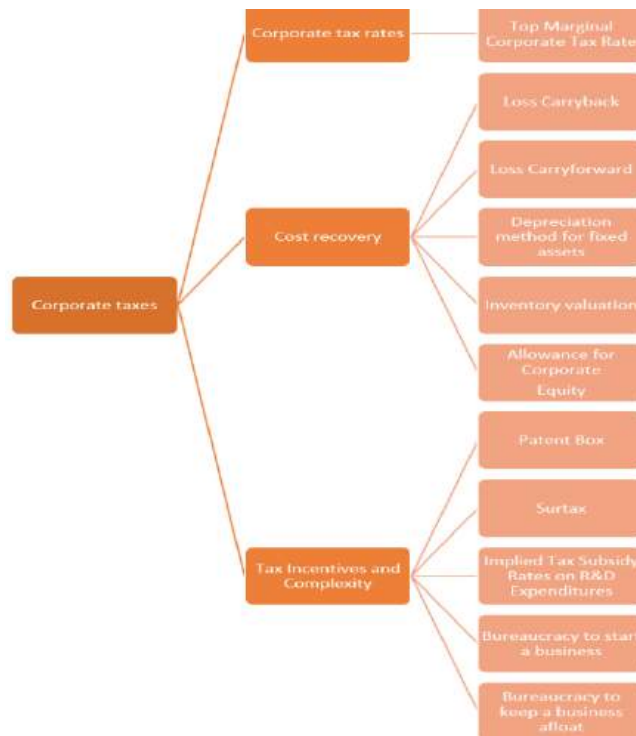 Corporate taxes
Corporate tax rates
Top Marginal
Corporate Tax Rate
Cost recovery
Loss Carryback
Loss Carryforward
Depreciation
method for fixed
assets
Inventory valuation
Allowance for
Corporate
Equity
Tax Incentives and
Complexity
Patent Box
Surtax
Implied Tax Subsidy
Rates on R&D
Expenditures
Bureaucracy to start
a business
Bureaucracy to
keep a business
afloat